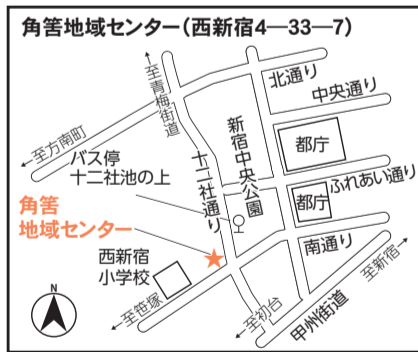 角筈地域センター(西新宿4―33―7)
←至青梅街道
北通り
中央通り
←至方南町
バス停
十二社池の上
十二社通り
新宿中央公園
都庁
ふれあい通り
都庁
角筈
地域センター
南通り
西新宿
小学校
至新宿→
←至笹塚
←至初台
甲州街道
N